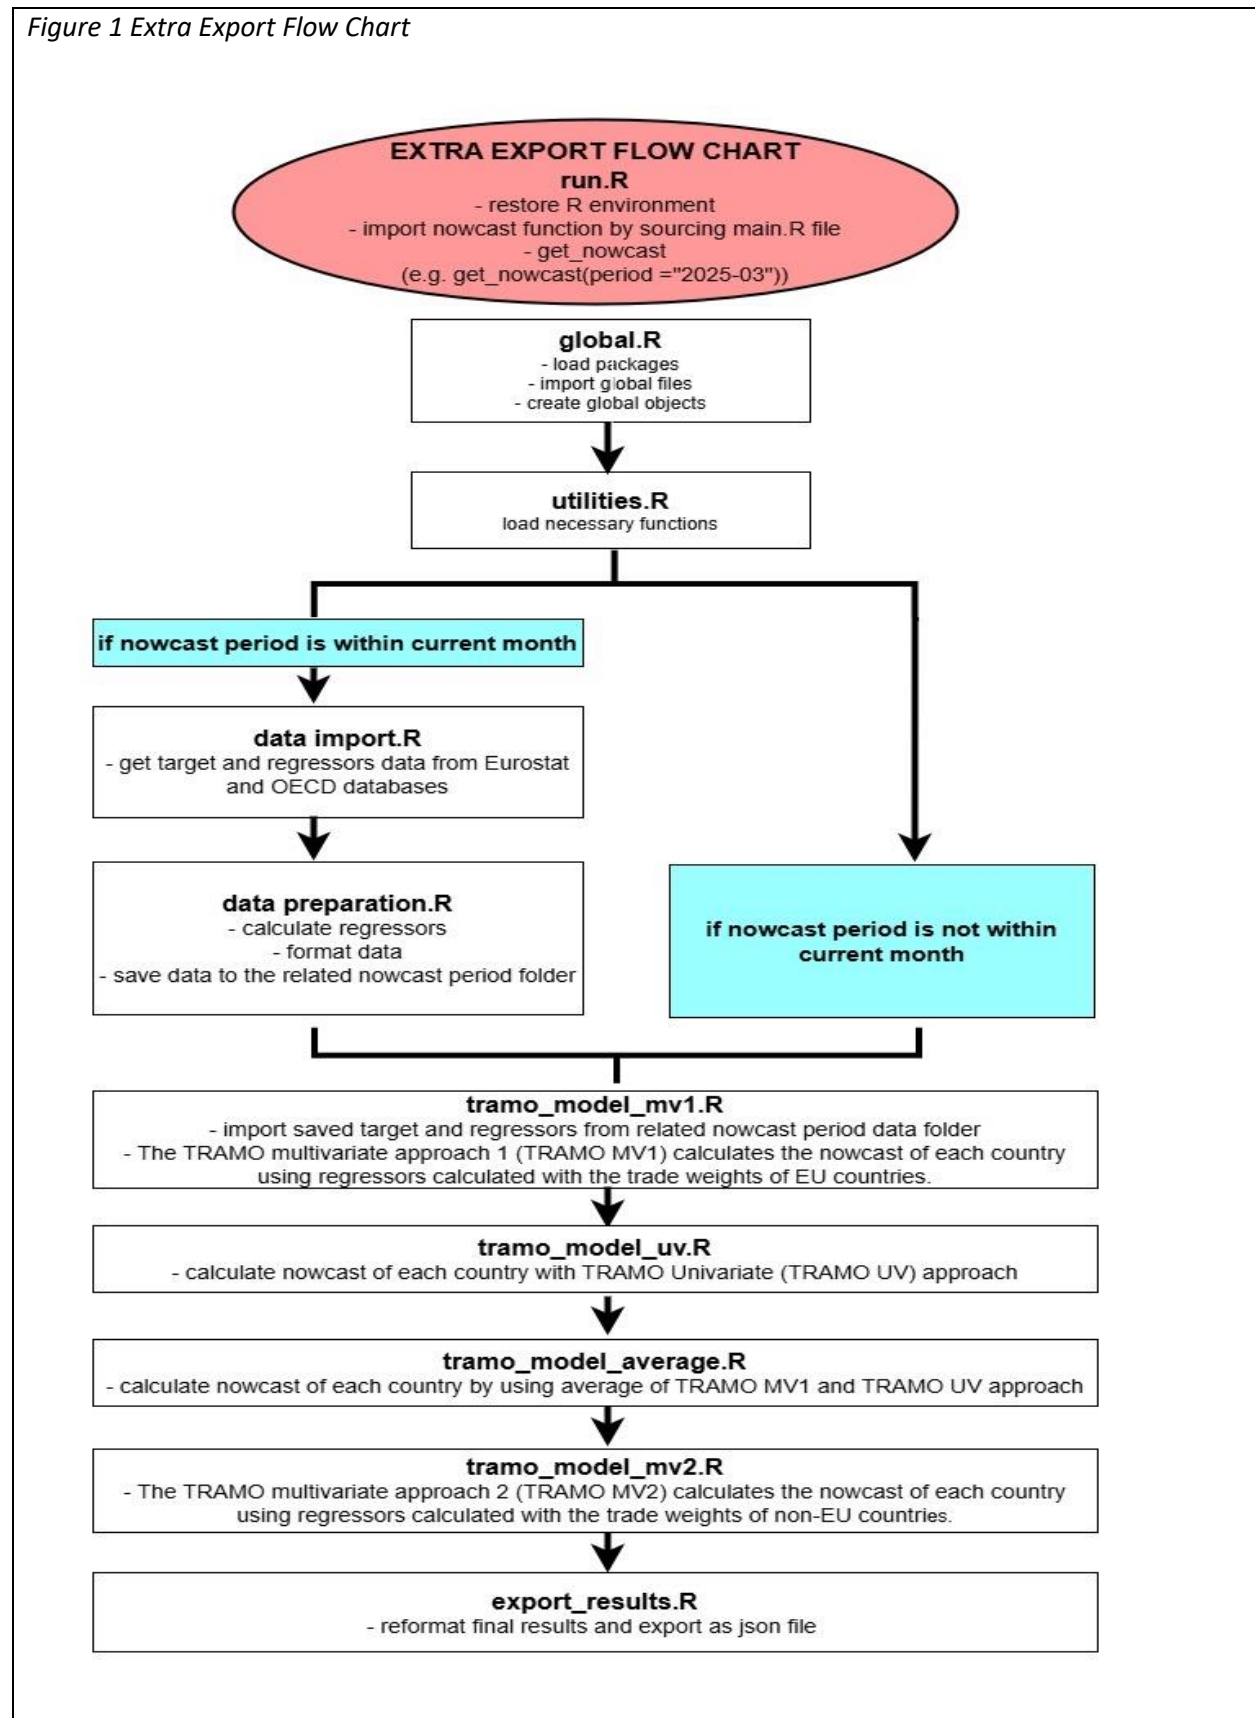 Figure 1 Extra Export Flow Chart
EXTRA EXPORT FLOW CHART
run.R
- restore R environment
- import nowcast function by sourcing main.R file
- get_nowcast
(e.g. get_nowcast(period ="2025-03"))
global.R
- load packages
- import global files
- create global objects
utilities.R
load necessary functions
if nowcast period is within current month
data import.R
- get target and regressors data from Eurostat
and OECD databases
data preparation.R
- calculate regressors
- format data
- save data to the related nowcast period folder
if nowcast period is not within
current month
tramo_model_mv1.R
- import saved target and regressors from related nowcast period data folder
- The TRAMO multivariate approach 1 (TRAMO MV1) calculates the nowcast of each country
using regressors calculated with the trade weights of EU countries.
tramo_model_uv.R
- calculate nowcast of each country with TRAMO Univariate (TRAMO UV) approach
tramo_model_average.R
- calculate nowcast of each country by using average of TRAMO MV1 and TRAMO UV approach
tramo_model_mv2.R
- The TRAMO multivariate approach 2 (TRAMO MV2) calculates the nowcast of each country
using regressors calculated with the trade weights of non-EU countries.
export_results.R
- reformat final results and export as json file